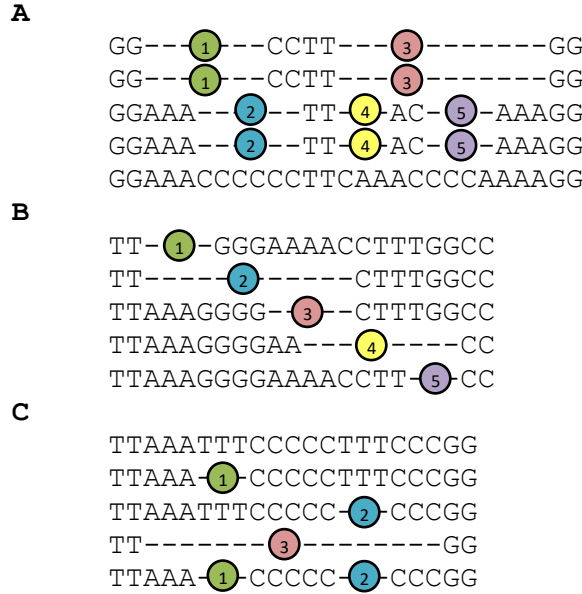 A
GG---①---CCTT----③-------GG
GG---①---CCTT----③-------GG
GGAAA--②--TT-④-AC-⑤-AAAGG
GGAAA--②--TT-④-AC-⑤-AAAGG
GGAAACCCCCCTTCAAACCCCAAAAGG
B
TT-①-GGGAAAACCTTTGGCC
TT-----②------CTTTGGCC
TTAAAGGGG-③--CTTTGGCC
TTAAAGGGGAA---④----CC
TTAAAGGGGAAAACCTT-⑤-CC
C
TTAAATTTCCCCCTTTCCCGG
TTAAA-①-CCCCCTTTCCCGG
TTAAATTTCCCCC-②-CCCGG
TT-------③---------GG
TTAAA-①-CCCCC-②-CCCGG